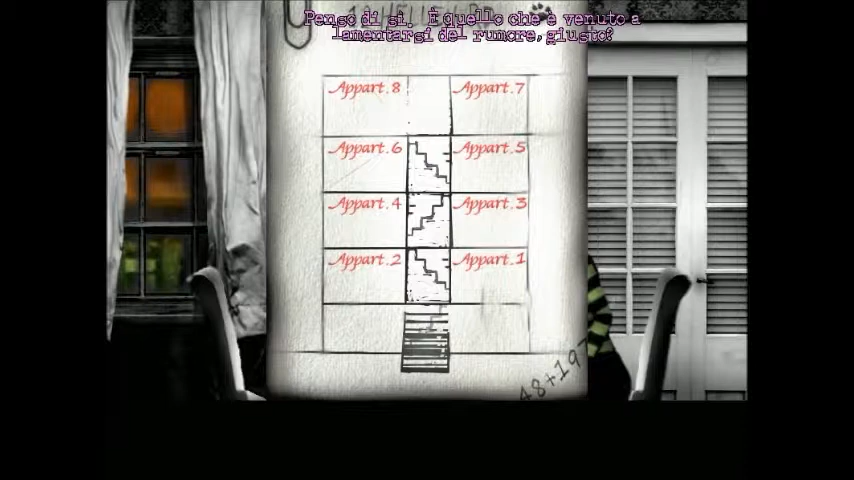 Penso di sì. È quello che è venuto a
lamentarsi del rumore, giusto?
Appart.8 Appart.7
Appart.6 Appart.5
Appart.4 Appart.3
Appart.2 Appart.1
48+197